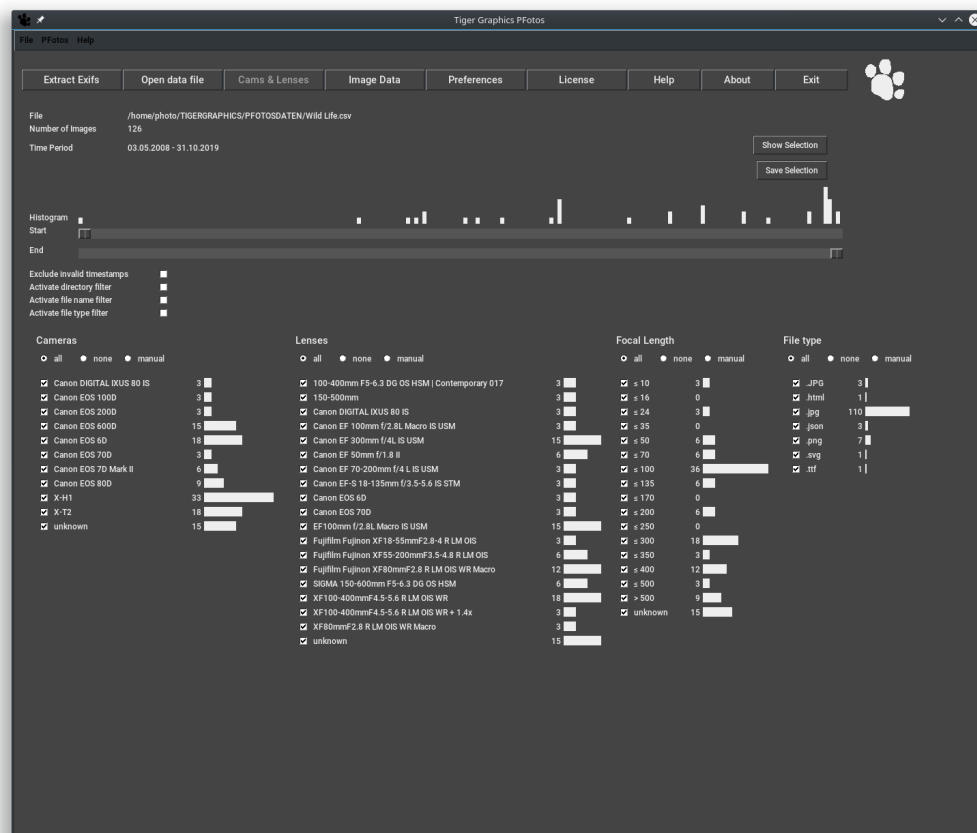 Tiger Graphics PFotos
File PFotos Help
Extract Exifs Open data file Cams & Lenses Image Data Preferences License Help About Exit
File /home/photo/TIGERGRAPHICS/PFOTOSDATEN/Wild Life.csv
Number of Images 126
Time Period 03.05.2008 - 31.10.2019
Show Selection
Save Selection
Histogram
Start
End
Exclude invalid timestamps
Activate directory filter
Activate file name filter
Activate file type filter
Cameras
all none manual
Canon DIGITAL IXUS 80 IS 3
Canon EOS 100D 3
Canon EOS 200D 3
Canon EOS 600D 15
Canon EOS 6D 18
Canon EOS 70D 3
Canon EOS 7D Mark II 6
Canon EOS 80D 9
X-H1 33
X-T2 18
unknown 15
Lenses
all none manual
100-400mm F5-6.3 DG OS HSM | Contemporary 017 3
150-500mm 3
Canon DIGITAL IXUS 80 IS 3
Canon EF 100mm f/2.8L Macro IS USM 3
Canon EF 300mm f/4L IS USM 15
Canon EF 50mm f/1.8 II 6
Canon EF 70-200mm f/4 L IS USM 3
Canon EF-S 18-135mm f/3.5-5.6 IS STM 3
Canon EOS 6D 3
Canon EOS 70D 3
EF100mm f/2.8L Macro IS USM 15
Fujifilm Fujinon XF18-55mmF2.8-4 R LM OIS 3
Fujifilm Fujinon XF55-200mmF3.5-4.8 R LM OIS 6
Fujifilm Fujinon XF80mmF2.8 R LM OIS WR Macro 12
SIGMA 150-600mm F5-6.3 DG OS HSM 6
XF100-400mmF4.5-5.6 R LM OIS WR 18
XF100-400mmF4.5-5.6 R LM OIS WR + 1.4x 3
XF80mmF2.8 R LM OIS WR Macro 3
unknown 15
Focal Length
all none manual
≤ 10 3
≤ 16 0
≤ 24 3
≤ 35 0
≤ 50 6
≤ 70 6
≤ 100 36
≤ 135 6
≤ 170 0
≤ 200 6
≤ 250 0
≤ 300 18
≤ 350 3
≤ 400 12
≤ 500 3
> 500 9
unknown 15
File type
all none manual
.JPG 3
.html 1
.jpg 110
.json 3
.png 7
.svg 1
.ttf 1